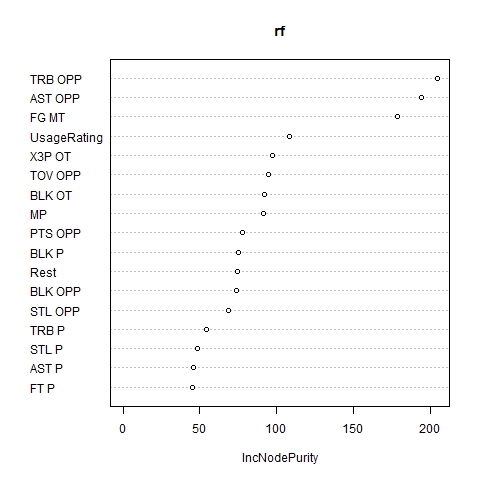 rf
TRB OPP
AST OPP
FG MT
UsageRating
X3P OT
TOV OPP
BLK OT
MP
PTS OPP
BLK P
Rest
BLK OPP
STL OPP
TRB P
STL P
AST P
FT P
0 50 100 150 200
IncNodePurity